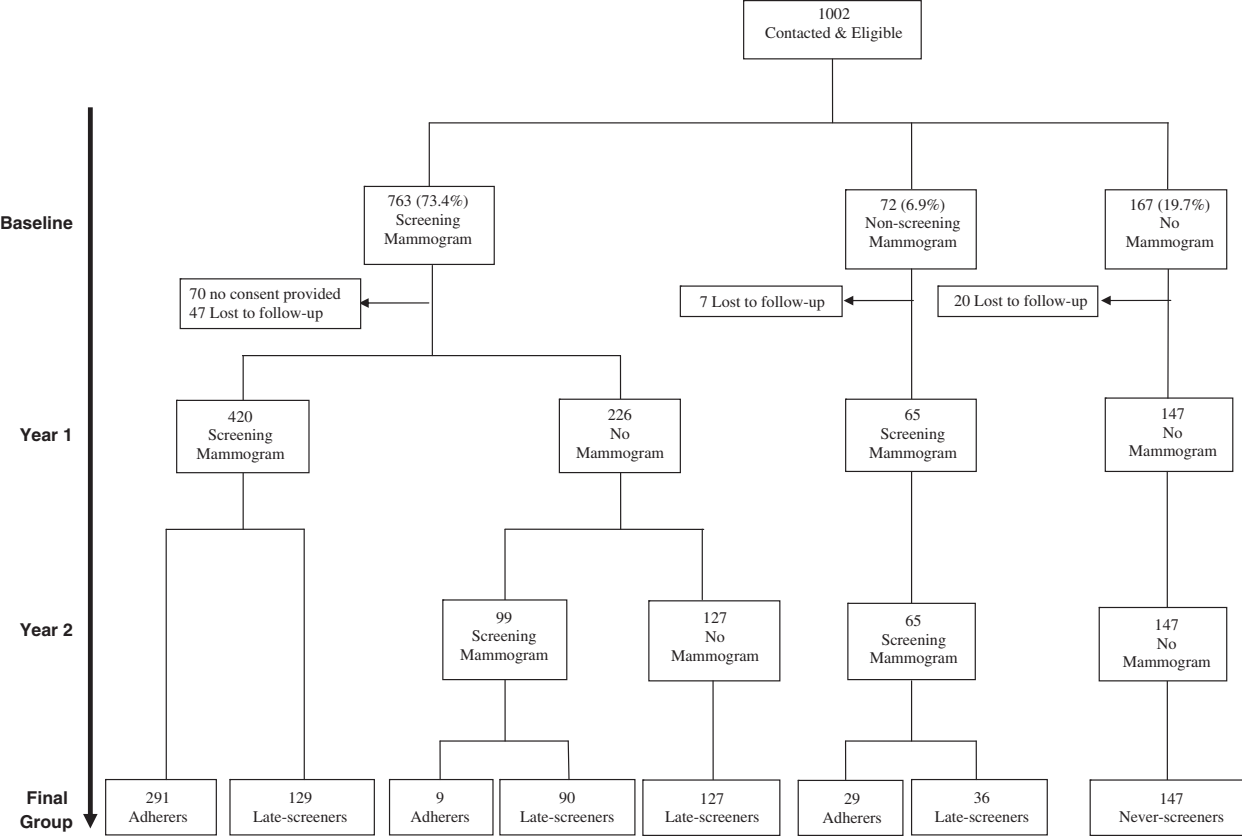 1002
Contacted & Eligible
Baseline
763 (73.4%)
Screening
Mammogram
72 (6.9%)
Non-screening
Mammogram
167 (19.7%)
No
Mammogram
70 no consent provided
47 Lost to follow-up
7 Lost to follow-up
20 Lost to follow-up
Year 1
420
Screening
Mammogram
226
No
Mammogram
65
Screening
Mammogram
147
No
Mammogram
Year 2
99
Screening
Mammogram
127
No
Mammogram
65
Screening
Mammogram
147
No
Mammogram
Final
Group
291
Adherers
129
Late-screeners
9
Adherers
90
Late-screeners
127
Late-screeners
29
Adherers
36
Late-screeners
147
Never-screeners